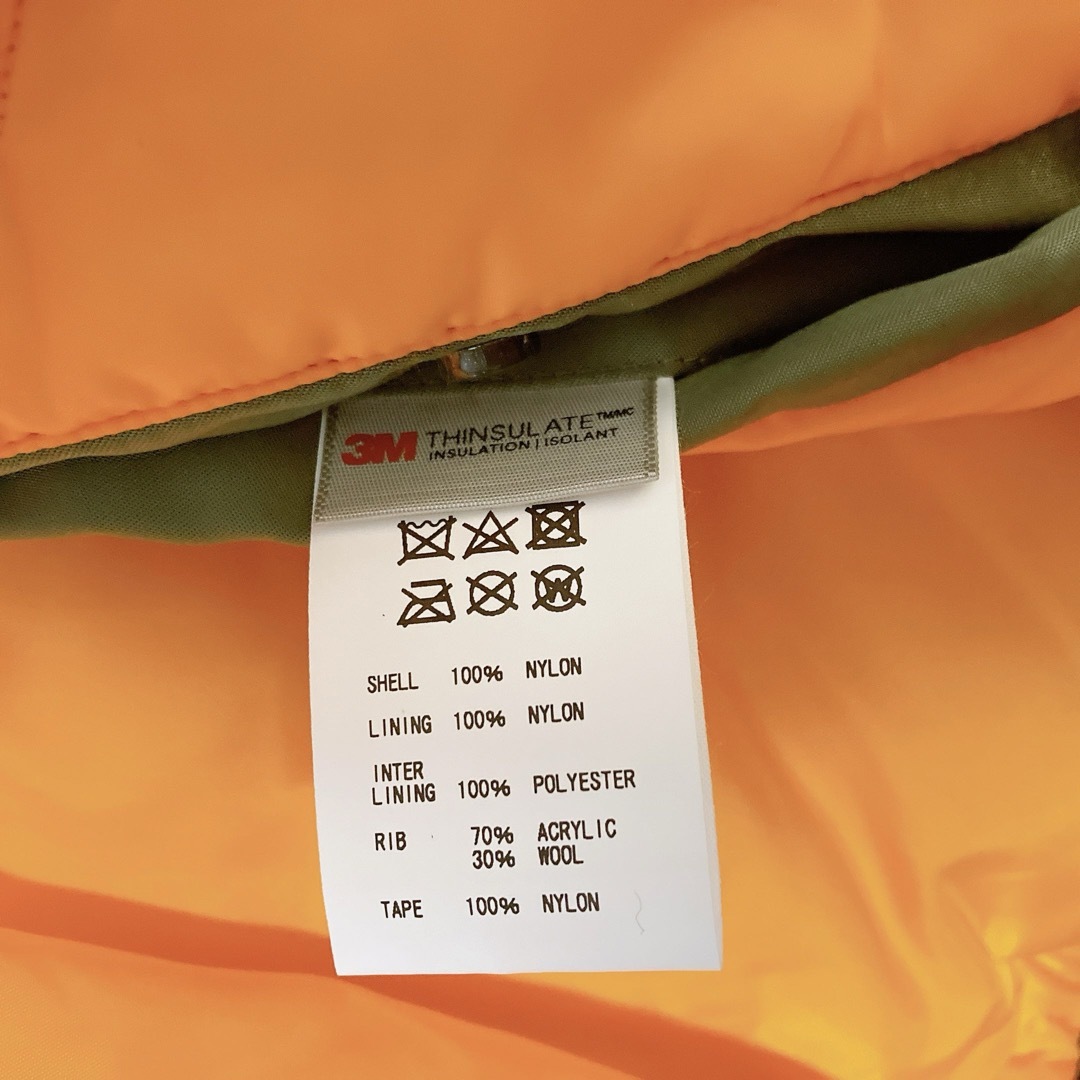 3M THINSULATE™/MC
INSULATION | ISOLANT
W
SHELL 100% NYLON
LINING 100% NYLON
INTER
LINING 100% POLYESTER
RIB 70% ACRYLIC
30% WOOL
TAPE 100% NYLON